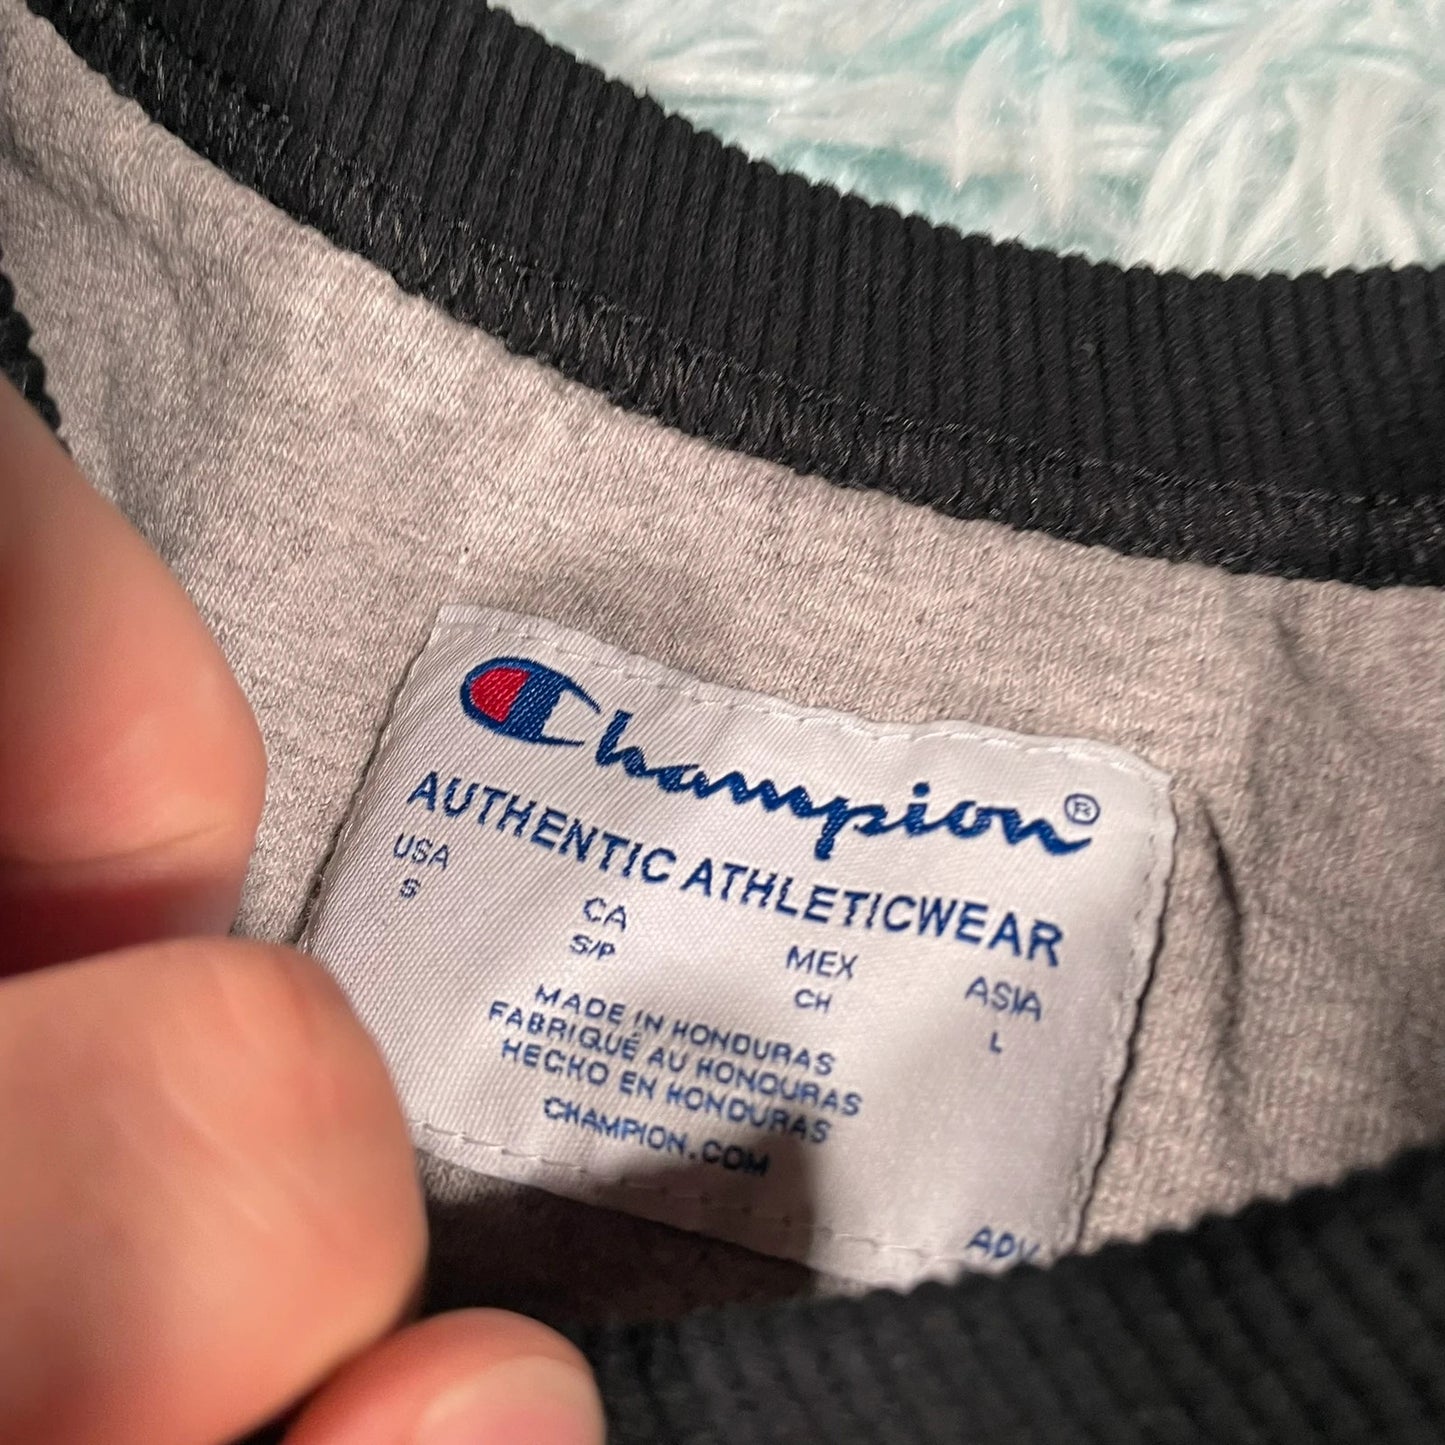 Champion®
AUTHENTIC ATHLETICWEAR
USA CA MEX ASIA
S S/P CH L
MADE IN HONDURAS
FABRIQUÉ AU HONDURAS
HECHO EN HONDURAS
CHAMPION.COM
ADV